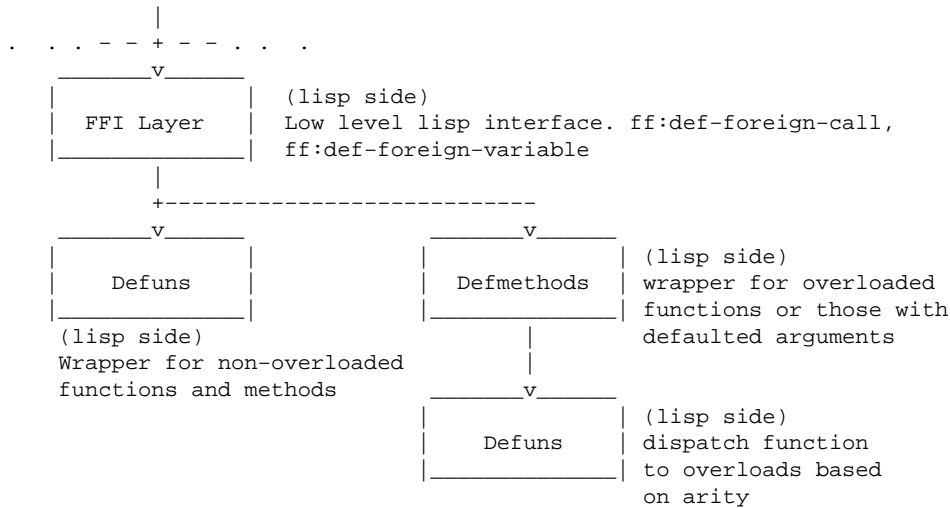 (lisp side)
FFI Layer Low level lisp interface. ff:def-foreign-call,
ff:def-foreign-variable
(lisp side)
Defuns Defmethods wrapper for overloaded
functions or those with
(lisp side) defaulted arguments
Wrapper for non-overloaded
functions and methods
(lisp side)
Defuns dispatch function
to overloads based
on arity